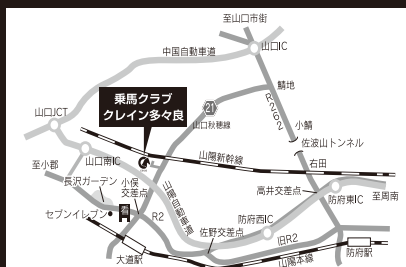 至山口市街
中国自動車道
山口IC
鯖地
乗馬クラブ
クレイン多々良
21
山口秋穂線
R262
小鯖
佐波山トンネル
山口JCT
山口南IC
山陽新幹線
右田
至小郡
長沢ガーデン
小俣
交差点
山陽自動車道
高井交差点
防府東IC
至周南
セブンイレブン
R2
防府西IC
佐野交差点
旧R2
防府駅
大道駅
山陽本線